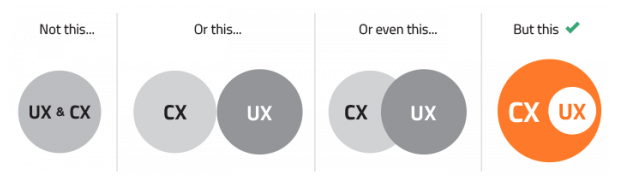 Not this...
Or this...
Or even this...
But this
UX & CX
CX
UX
CX
UX
CX
UX